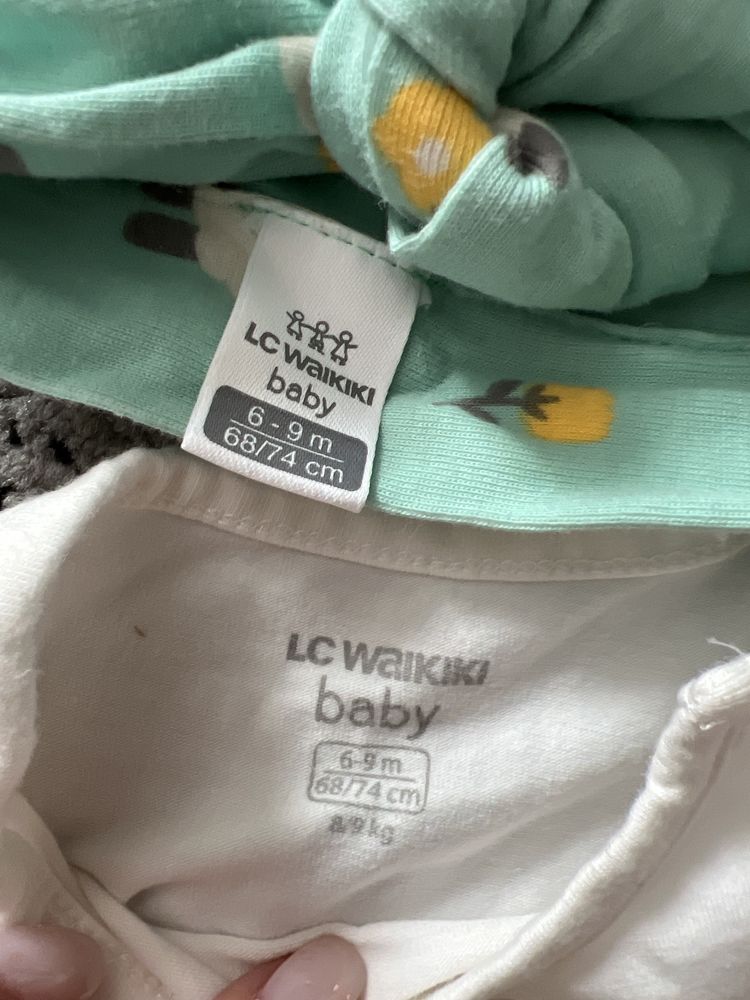 LC Waikiki
baby
6 - 9 m
68/74 cm
LC Waikiki
baby
6-9 m
68/74 cm
8/9 kg